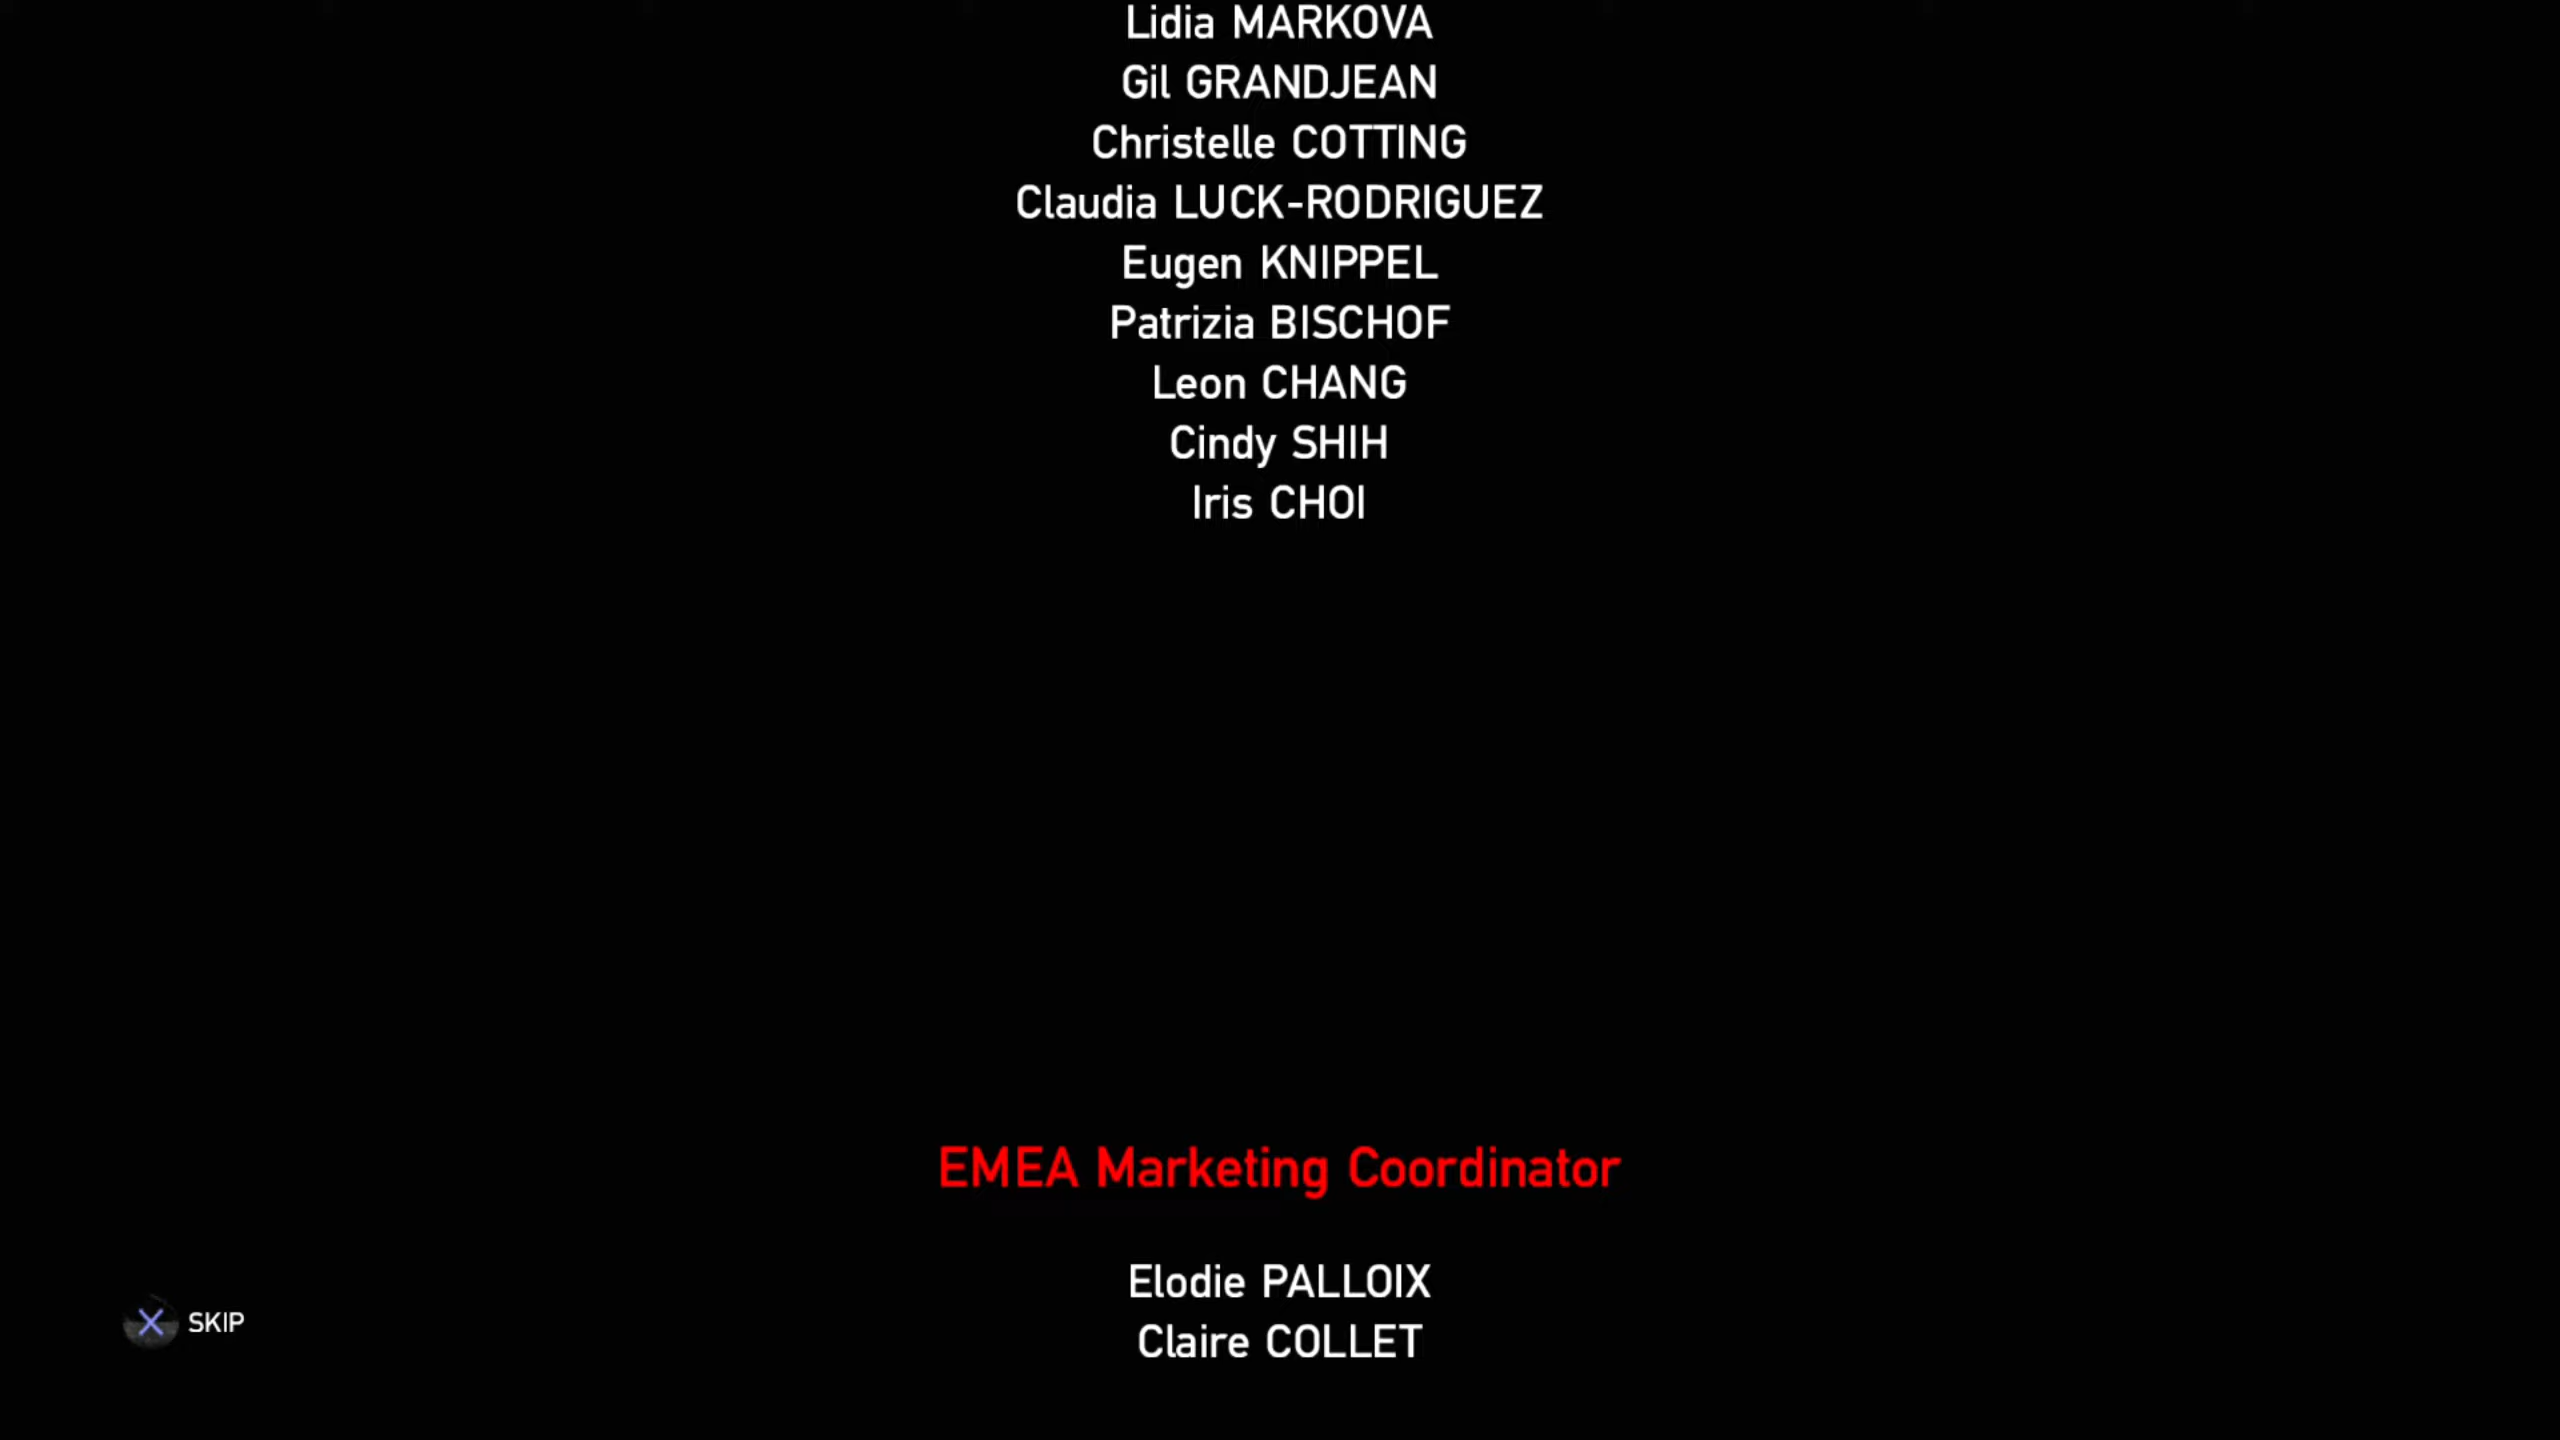 Lidia MARKOVA
Gil GRANDJEAN
Christelle COTTING
Claudia LUCK-RODRIGUEZ
Eugen KNIPPEL
Patrizia BISCHOF
Leon CHANG
Cindy SHIH
Iris CHOI
EMEA Marketing Coordinator
Elodie PALLOIX
SKIP
Claire COLLET